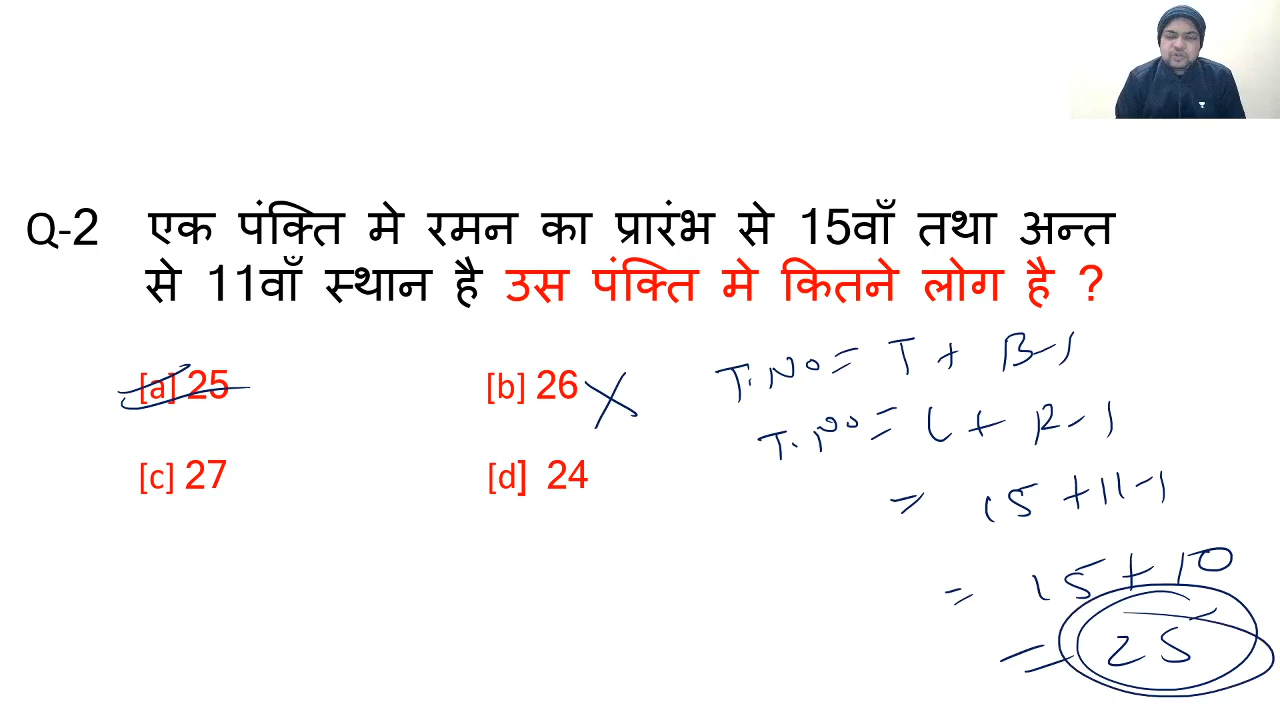 Q-2 एक पंक्ति मे रमन का प्रारंभ से 15वाँ तथा अन्त
से 11वाँ स्थान है उस पंक्ति मे कितने लोग है ?
[a] 25
[b] 26
[c] 27
[d] 24
T.No = T + B-1
T.No = L + R-1
= 15 + 11-1
= 15 + 10
= 25